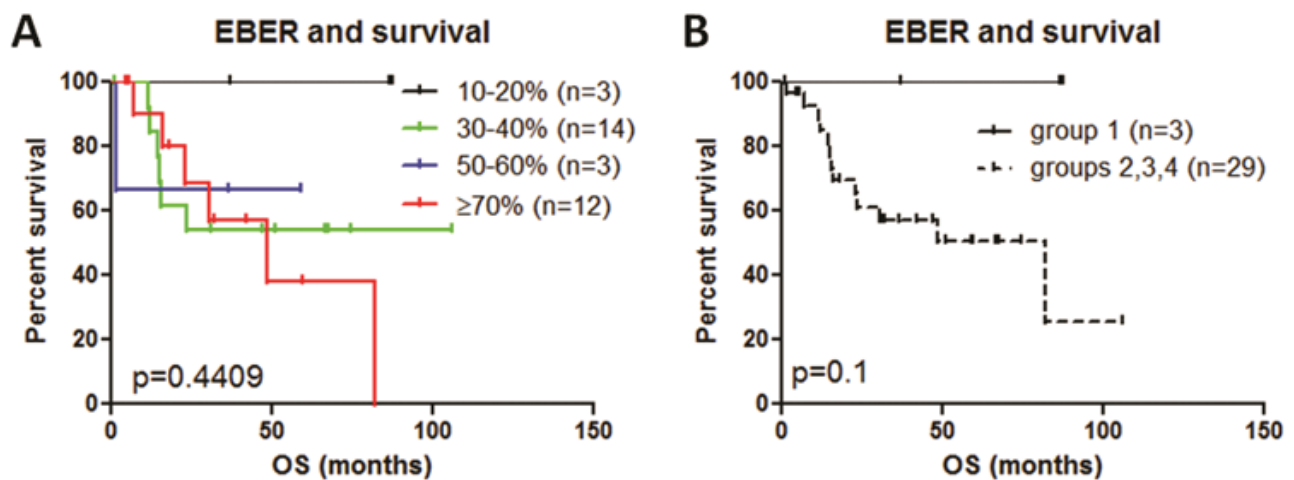 A
EBER and survival
Percent survival
100
80
60
40
20
0
10-20% (n=3)
30-40% (n=14)
50-60% (n=3)
≥70% (n=12)
p=0.4409
0 50 100 150
OS (months)
B
EBER and survival
Percent survival
100
80
60
40
20
0
group 1 (n=3)
groups 2,3,4 (n=29)
p=0.1
0 50 100 150
OS (months)